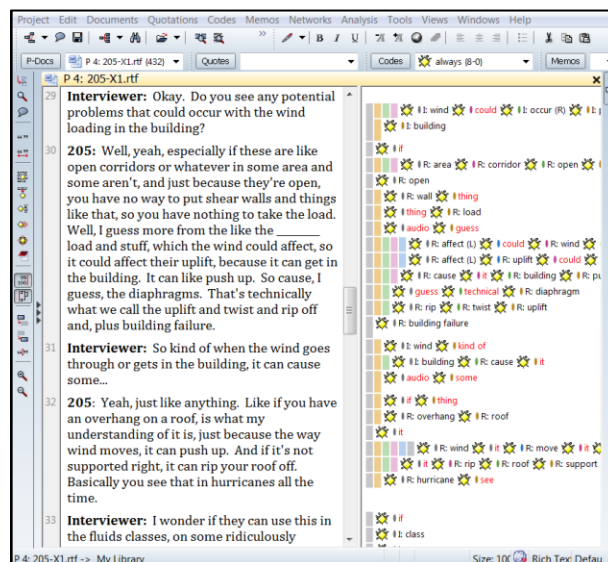 Project Edit Documents Quotations Codes Memos Networks Analysis Tools Views Windows Help
B I U
P-Docs P 4: 205-X1.rtf (432) Quotes Codes always (8-0) Memos
P 4: 205-X1.rtf
29 Interviewer: Okay. Do you see any potential
problems that could occur with the wind
loading in the building?
30 205: Well, yeah, especially if these are like
open corridors or whatever in some area and
some aren't, and just because they're open,
you have no way to put shear walls and things
like that, so you have nothing to take the load.
Well, I guess more from the like the ______
load and stuff, which the wind could affect, so
it could affect their uplift, because it can get in
the building. It can like push up. So cause, I
guess, the diaphragms. That's technically
what we call the uplift and twist and rip off
and, plus building failure.
31 Interviewer: So kind of when the wind goes
through or gets in the building, it can cause
some...
32 205: Yeah, just like anything. Like if you have
an overhang on a roof, is what my
understanding of it is, just because the way
wind moves, it can push up. And if it's not
supported right, it can rip your roof off.
Basically you see that in hurricanes all the
time.
33 Interviewer: I wonder if they can use this in
the fluids classes, on some ridiculously
I: wind could I: occur (R) I:
I: building
if
R: area R: corridor R: open
R: open
R: wall thing
thing R: load
audio guess
R: affect (L) could R: wind
R: affect (L) R: uplift could
R: cause it R: building R: pu
guess technical R: diaphragm
R: rip R: twist R: uplift
R: building failure
I: wind kind of
I: building R: cause it
audio some
if thing
R: overhang R: roof
it
R: wind it R: move it
it R: rip R: roof R: support
R: hurricane see
if
I: class
P 4: 205-X1.rtf -> My Library Size: 100 Rich Text Defau